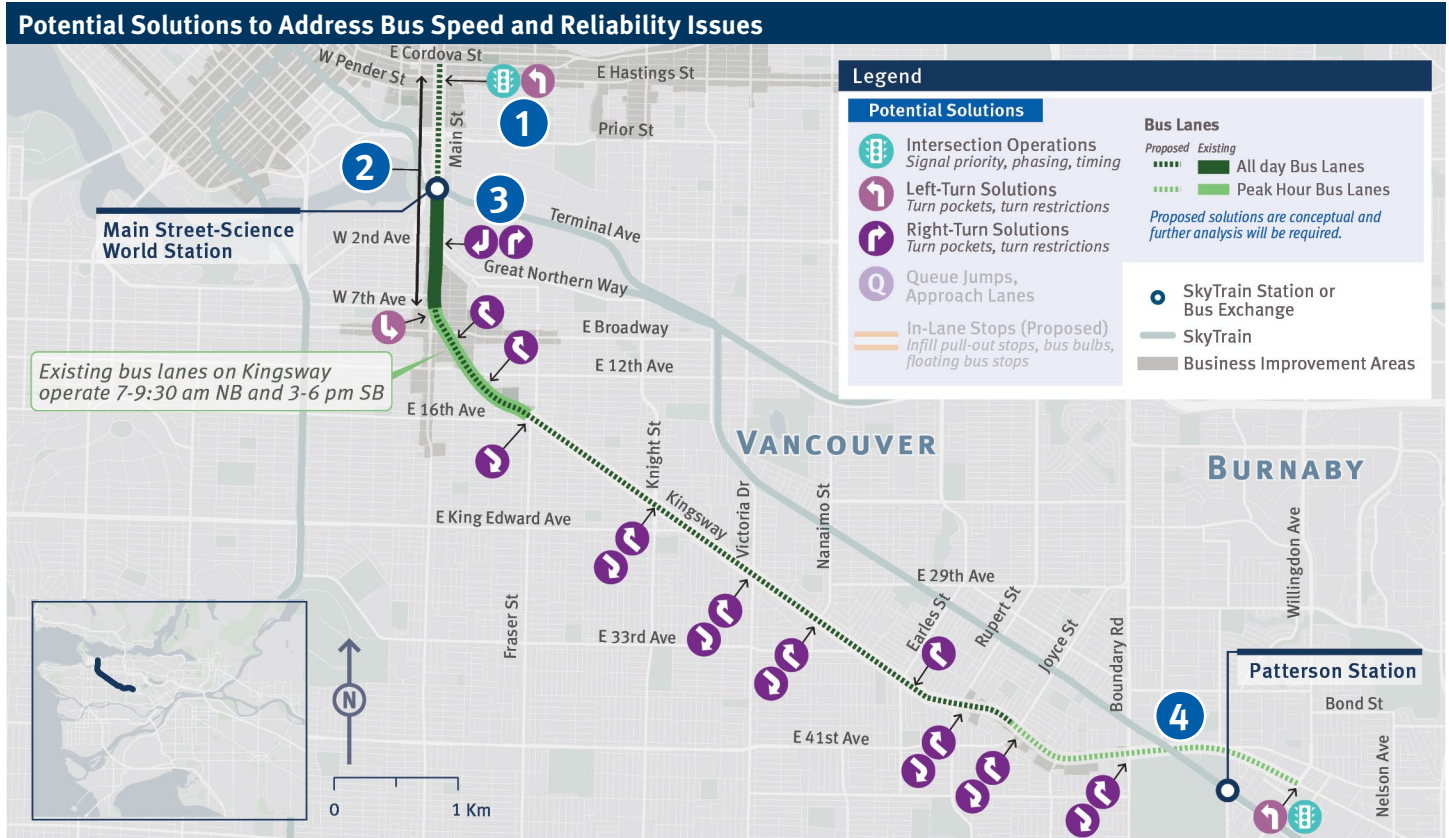 Potential Solutions to Address Bus Speed and Reliability Issues
E Cordova St
W Pender St
E Hastings St
1
Prior St
Main St
2
3
Main Street-Science
World Station
Terminal Ave
W 2nd Ave
Great Northern Way
W 7th Ave
E Broadway
E 12th Ave
Existing bus lanes on Kingsway
operate 7-9:30 am NB and 3-6 pm SB
E 16th Ave
Legend
Potential Solutions
Intersection Operations
Signal priority, phasing, timing
Left-Turn Solutions
Turn pockets, turn restrictions
Right-Turn Solutions
Turn pockets, turn restrictions
Q
Queue Jumps,
Approach Lanes
In-Lane Stops (Proposed)
Infill pull-out stops, bus bulbs,
floating bus stops
Bus Lanes
Proposed Existing
All day Bus Lanes
Peak Hour Bus Lanes
Proposed solutions are conceptual and
further analysis will be required.
SkyTrain Station or
Bus Exchange
SkyTrain
Business Improvement Areas
VANCOUVER
BURNABY
Knight St
Kingsway
Victoria Dr
Nanaimo St
E King Edward Ave
Willingdon Ave
E 29th Ave
Earles St
Rupert St
Joyce St
Fraser St
E 33rd Ave
Boundary Rd
Patterson Station
Bond St
4
E 41st Ave
Nelson Ave
N
0 1 Km